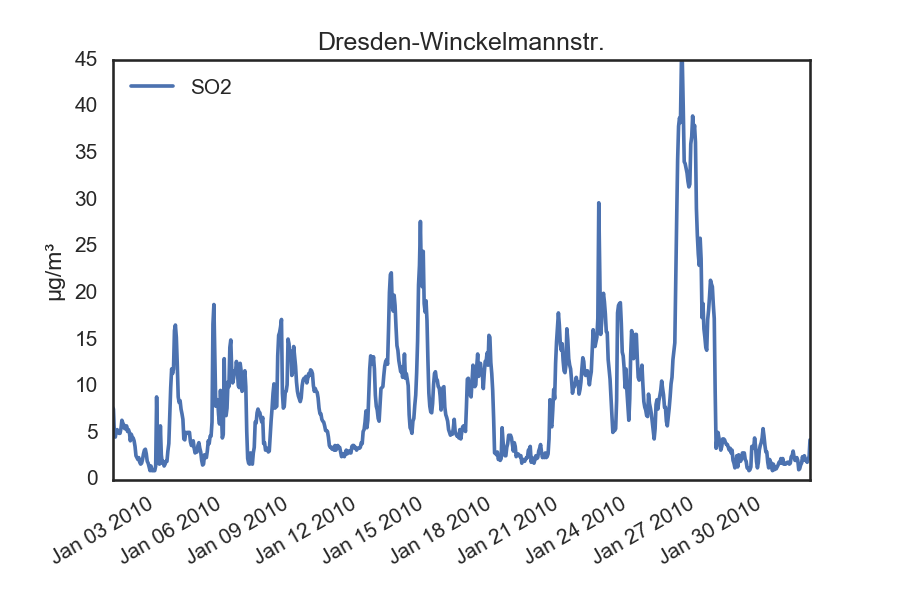 Dresden-Winckelmannstr.
SO2
µg/m³
45
40
35
30
25
20
15
10
5
0
Jan 03 2010
Jan 06 2010
Jan 09 2010
Jan 12 2010
Jan 15 2010
Jan 18 2010
Jan 21 2010
Jan 24 2010
Jan 27 2010
Jan 30 2010